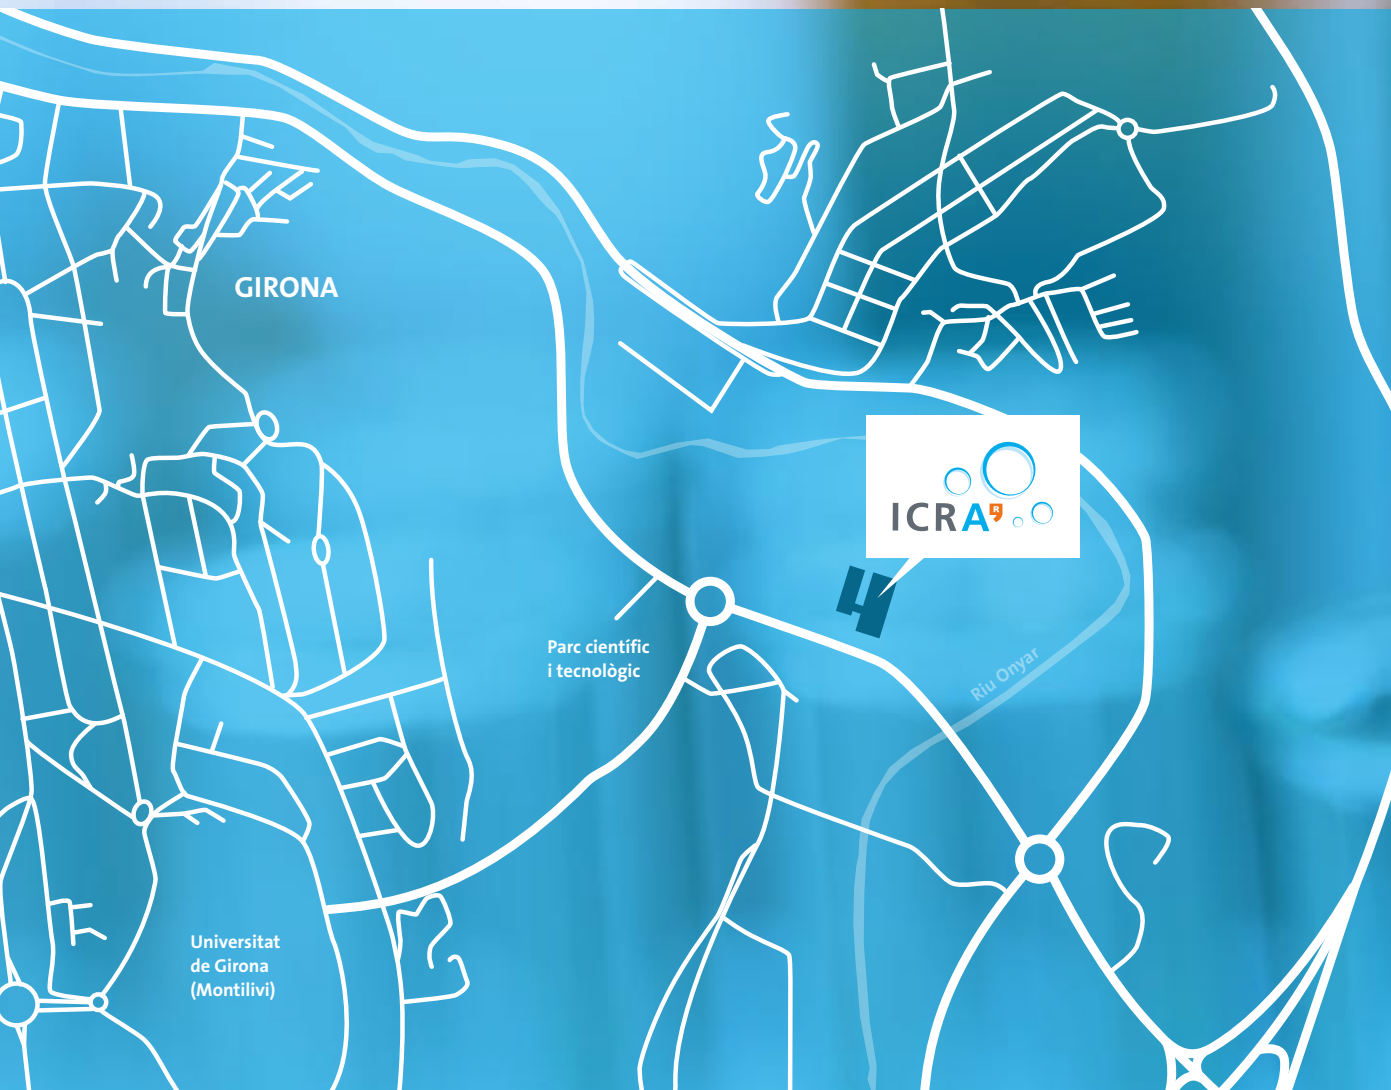 GIRONA
ICRA
R
Parc científic
i tecnològic
Riu Onyar
Universitat
de Girona
(Montilivi)